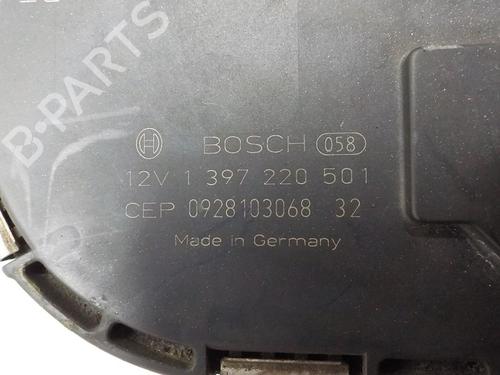 B-PARTS
BOSCH 058
12V 1 397 220 501
CEP 0928103068 32
Made in Germany